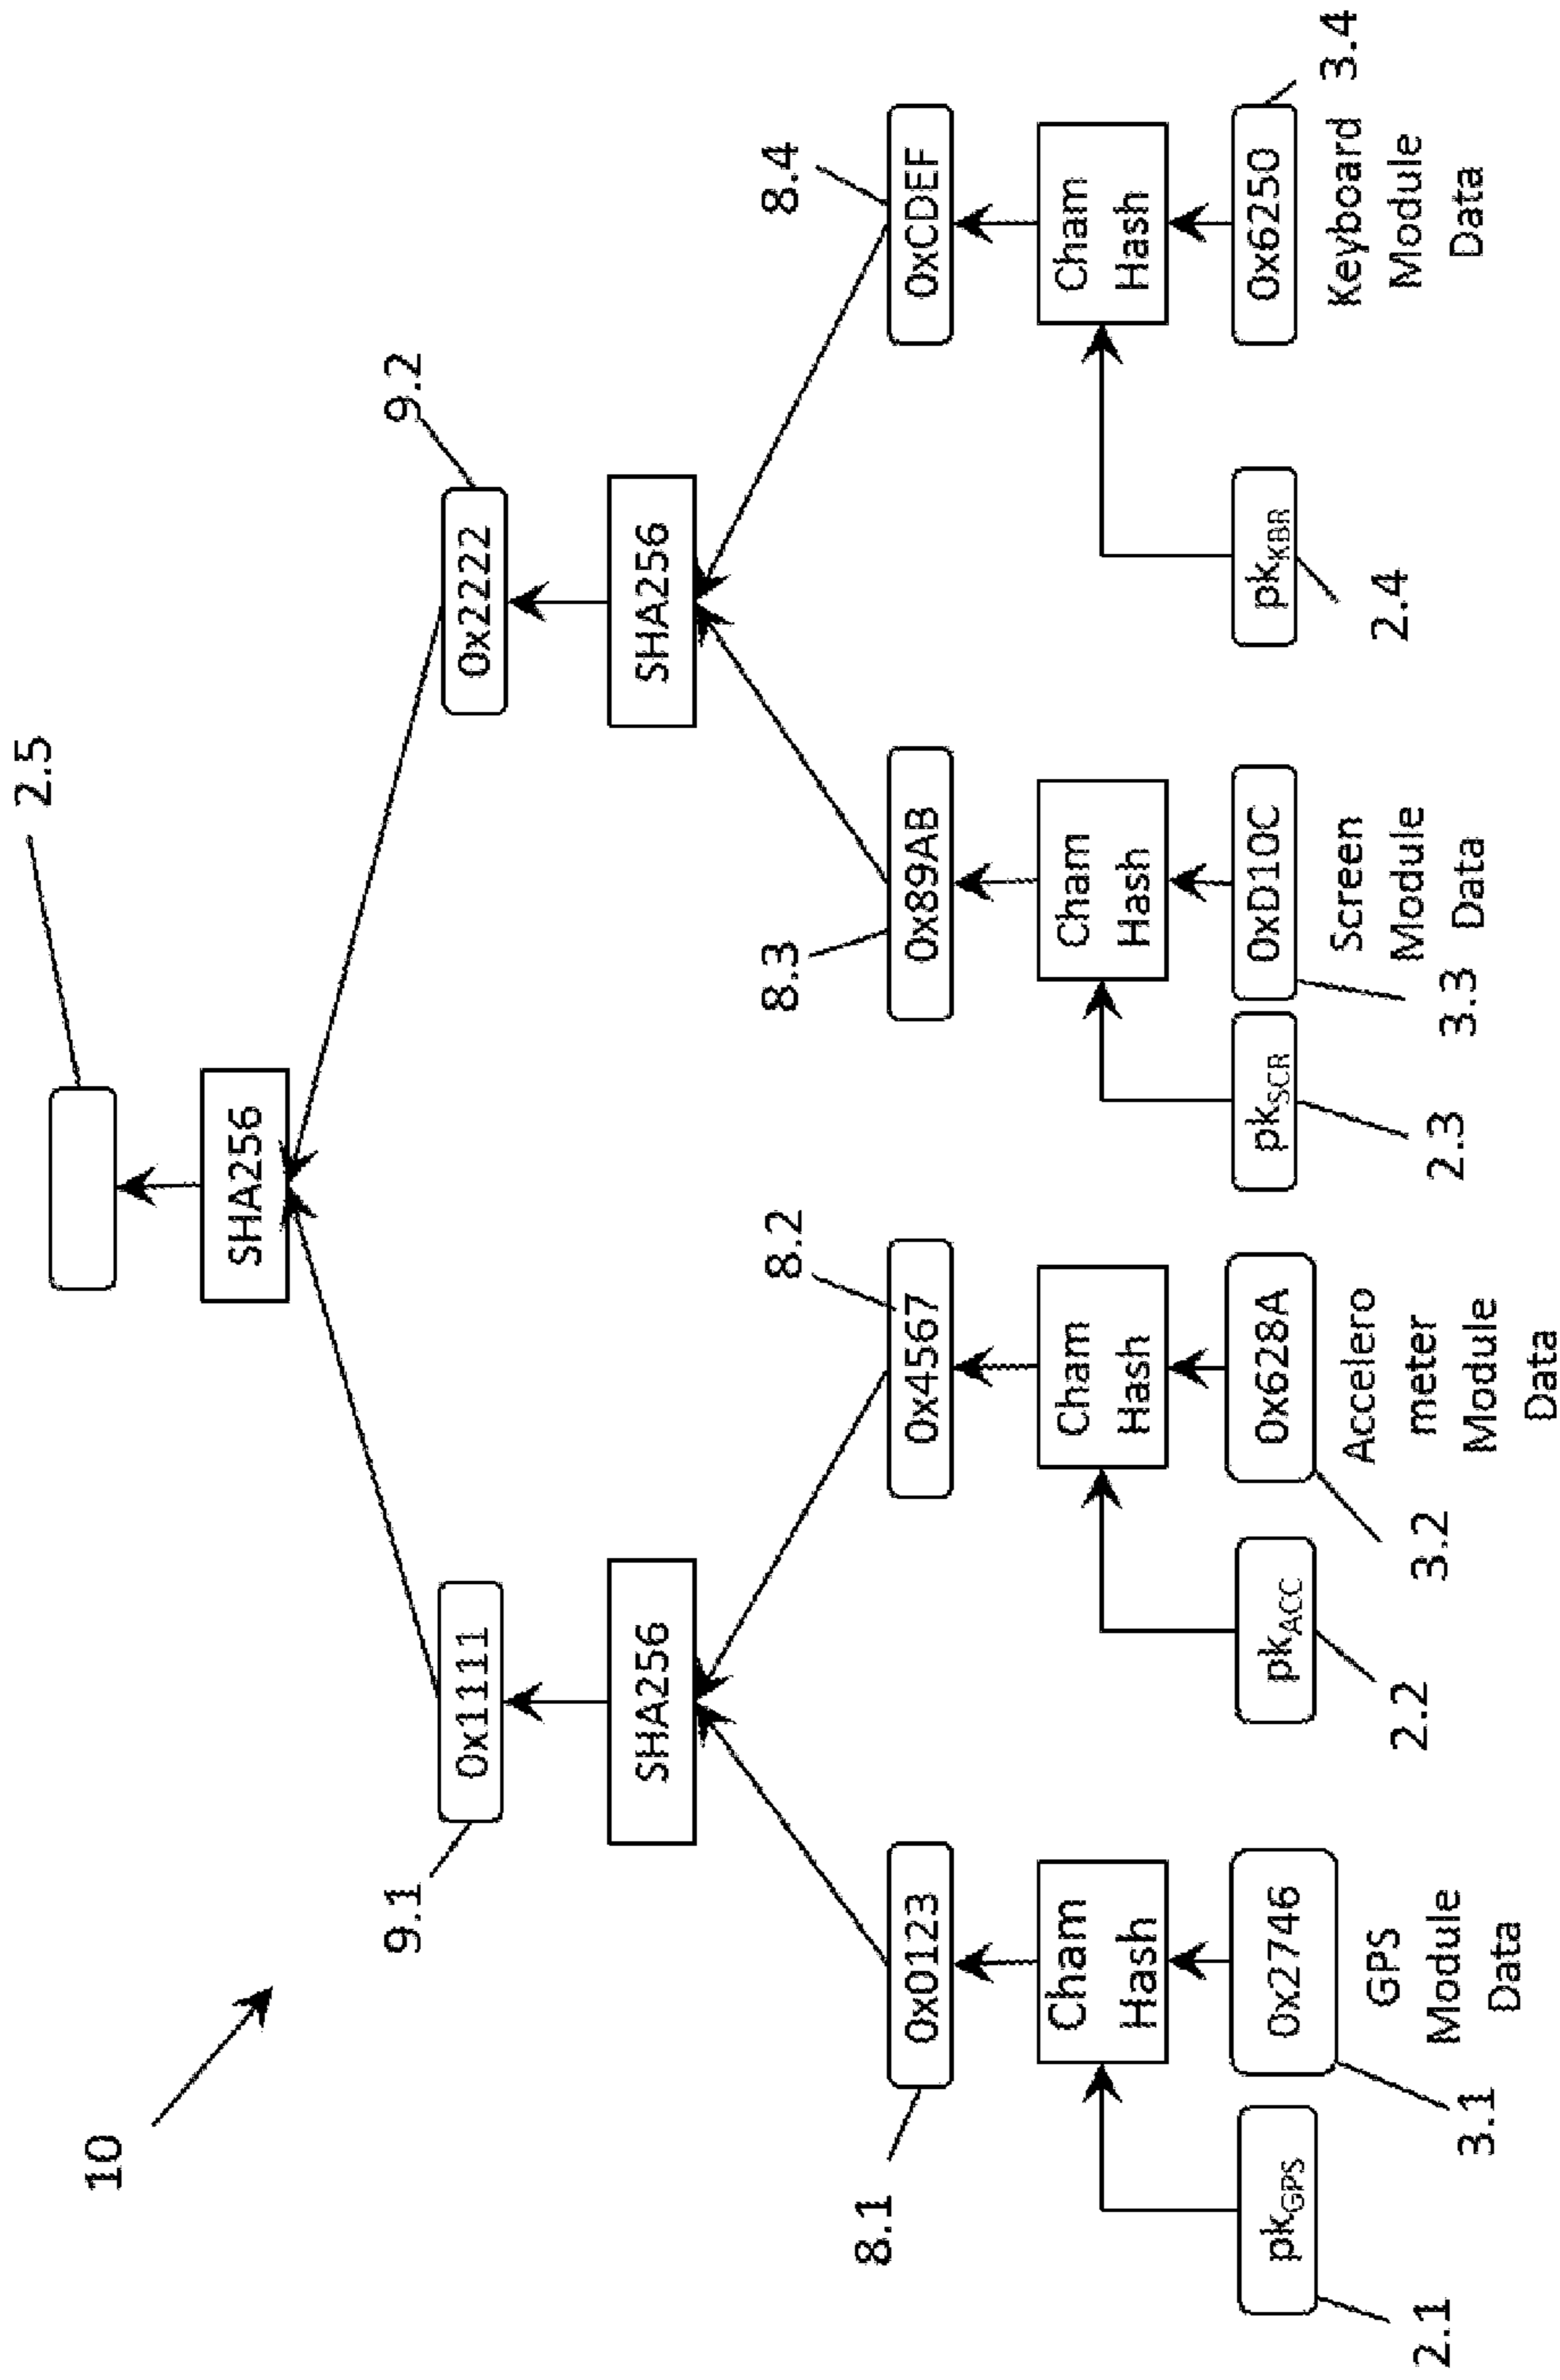 10
2.5
SHA256
9.1
0x1111
9.2
0x2222
SHA256
SHA256
8.1
0x0123
8.2
0x4567
8.3
0x89AB
8.4
0xCDEF
Cham
Hash
Cham
Hash
Cham
Hash
Cham
Hash
2.1
pkGPS
3.1
0x2746
GPS
Module
Data
2.2
pkACC
3.2
0x628A
Accelero
meter
Module
Data
2.3
pkSCR
3.3
0xD10C
Screen
Module
Data
2.4
pkKBR
3.4
0x6250
Keyboard
Module
Data